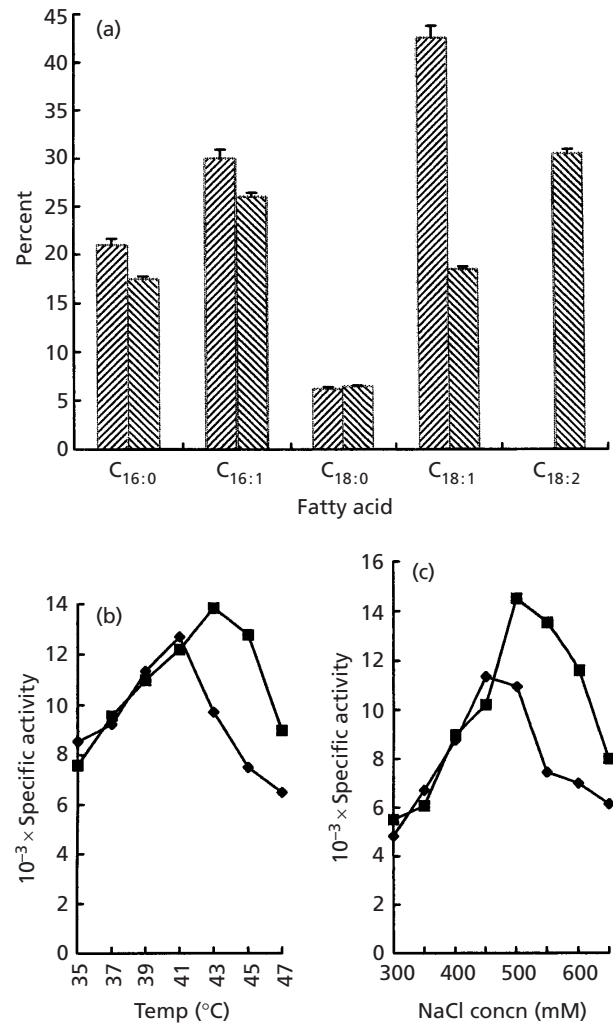 (a)
45
40
35
30
25
20
15
10
5
0
Percent
C16:0 C16:1 C18:0 C18:1 C18:2
Fatty acid
(b)
14
12
10
8
6
4
2
0
10⁻³ × Specific activity
35 37 39 41 43 45 47
Temp (°C)
(c)
16
14
12
10
8
6
4
2
0
10⁻³ × Specific activity
300 400 500 600
NaCl concn (mM)